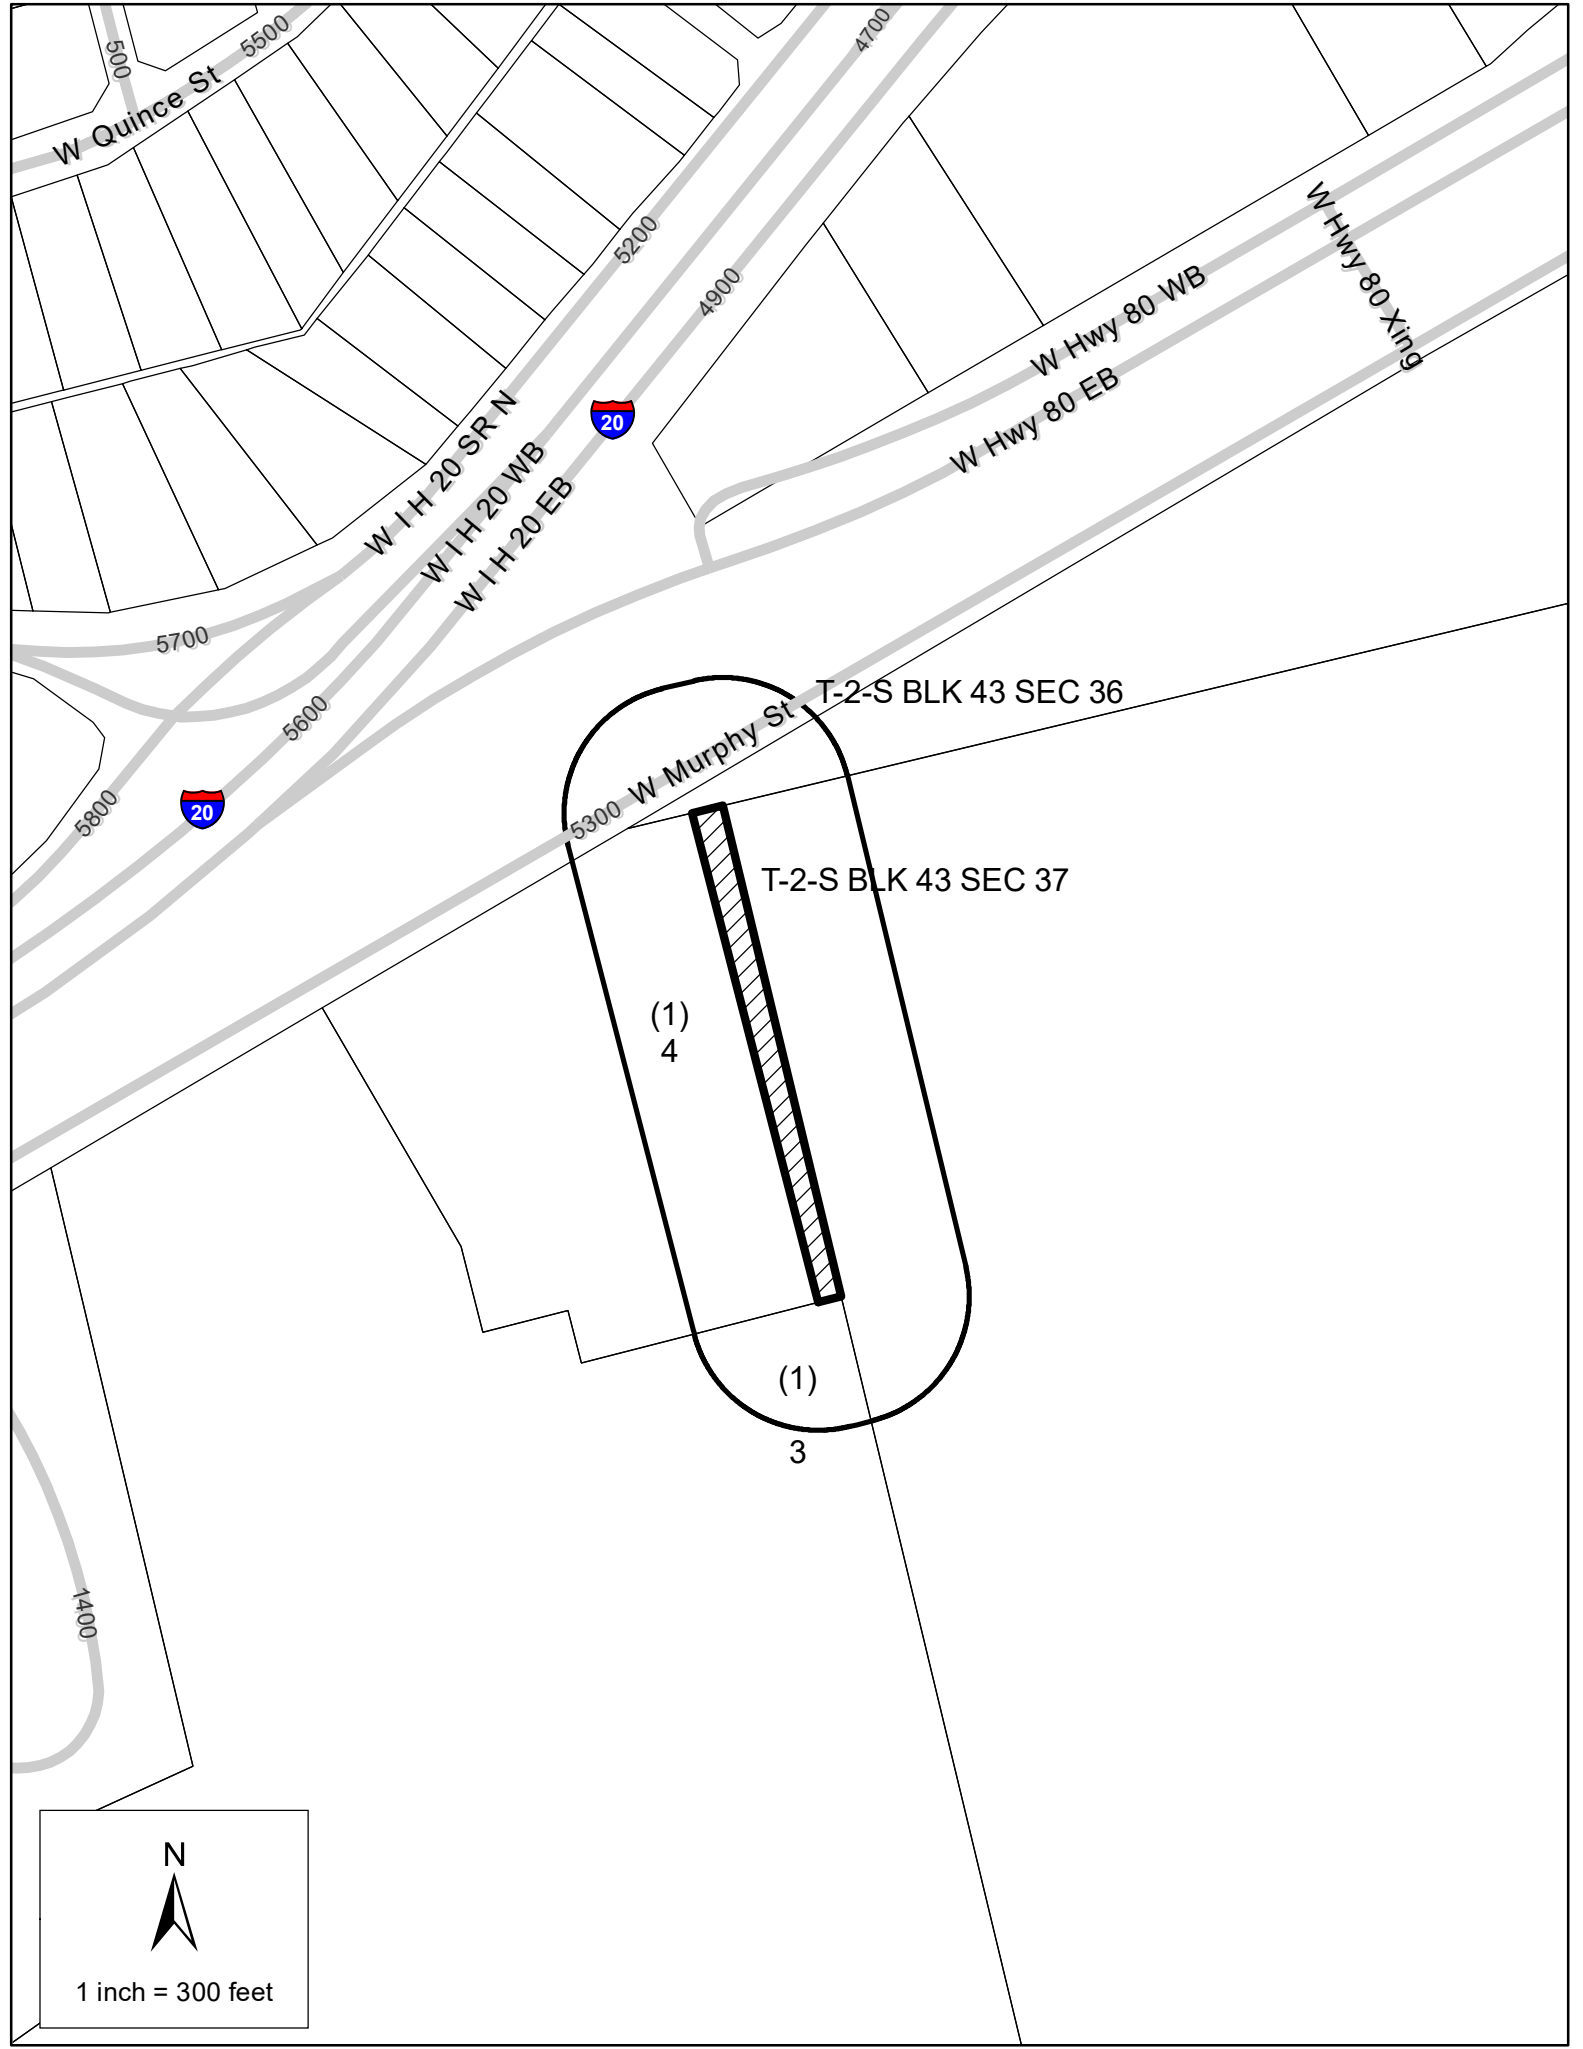 5500
500
W Quince St
4700
5200
4900
W Hwy 80 Xing
W Hwy 80 WB
W Hwy 80 EB
20
W I H 20 SR N
W I H 20 WB
W I H 20 EB
5700
5600
5800
20
T-2-S BLK 43 SEC 36
W Murphy St
5300
T-2-S BLK 43 SEC 37
(1)
4
(1)
3
1400
N
1 inch = 300 feet